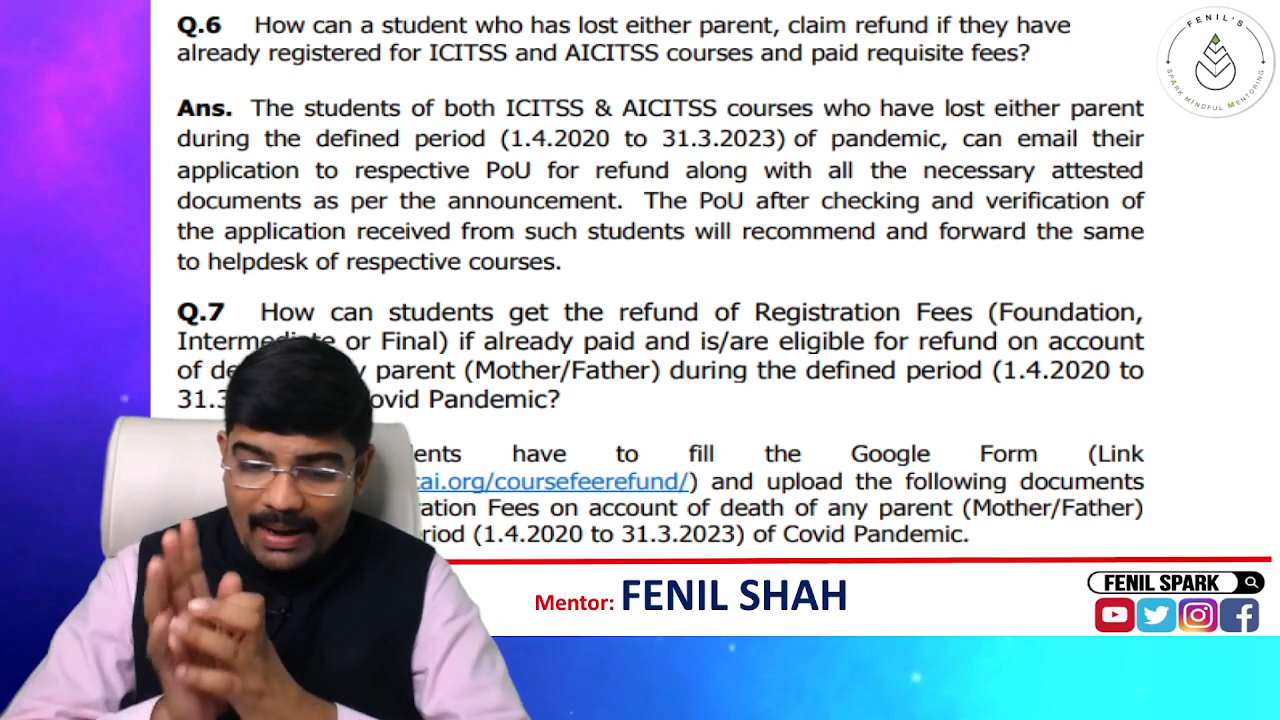 Q.6 How can a student who has lost either parent, claim refund if they have
already registered for ICITSS and AICITSS courses and paid requisite fees?
Ans. The students of both ICITSS & AICITSS courses who have lost either parent
during the defined period (1.4.2020 to 31.3.2023) of pandemic, can email their
application to respective PoU for refund along with all the necessary attested
documents as per the announcement. The PoU after checking and verification of
the application received from such students will recommend and forward the same
to helpdesk of respective courses.
Q.7 How can students get the refund of Registration Fees (Foundation,
Intermediate or Final) if already paid and is/are eligible for refund on account
of de y parent (Mother/Father) during the defined period (1.4.2020 to
31.3 ovid Pandemic?
ents have to fill the Google Form (Link
cai.org/coursefeerefund/) and upload the following documents
ration Fees on account of death of any parent (Mother/Father)
riod (1.4.2020 to 31.3.2023) of Covid Pandemic.
Mentor: FENIL SHAH
FENIL SPARK
FENIL'S
SPARK MINDFUL MENTORING